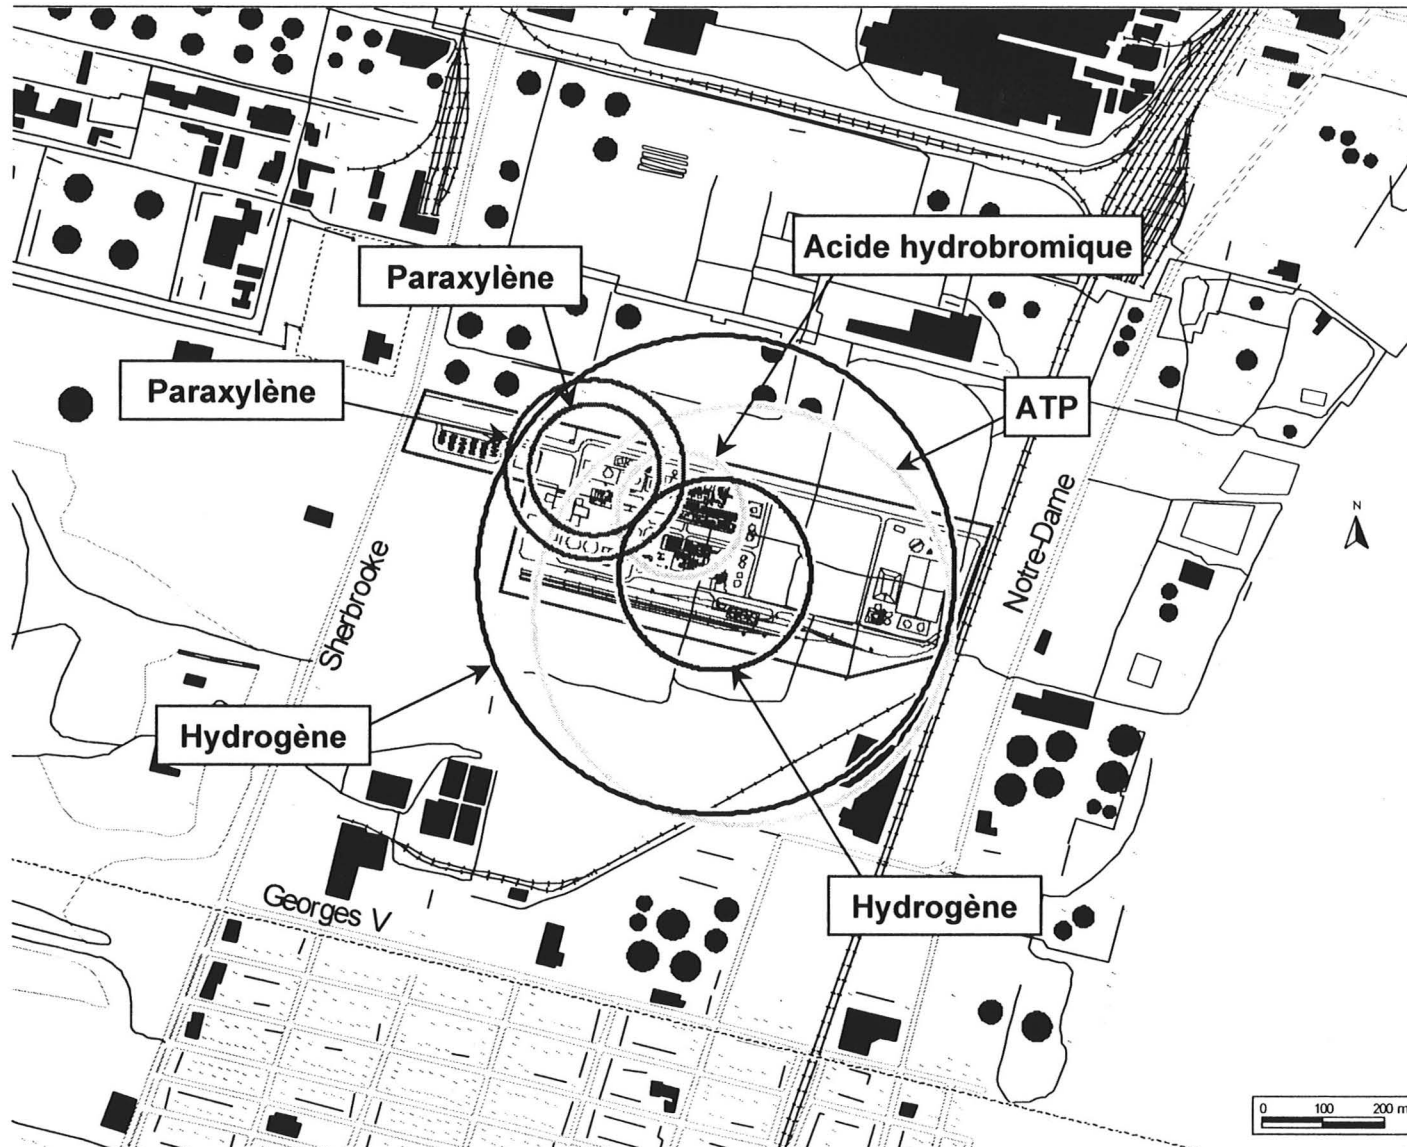 Acide hydrobromique
Paraxylène
Paraxylène
ATP
N
Notre-Dame
Sherbrooke
Hydrogène
Hydrogène
Georges V
0 100 200 m